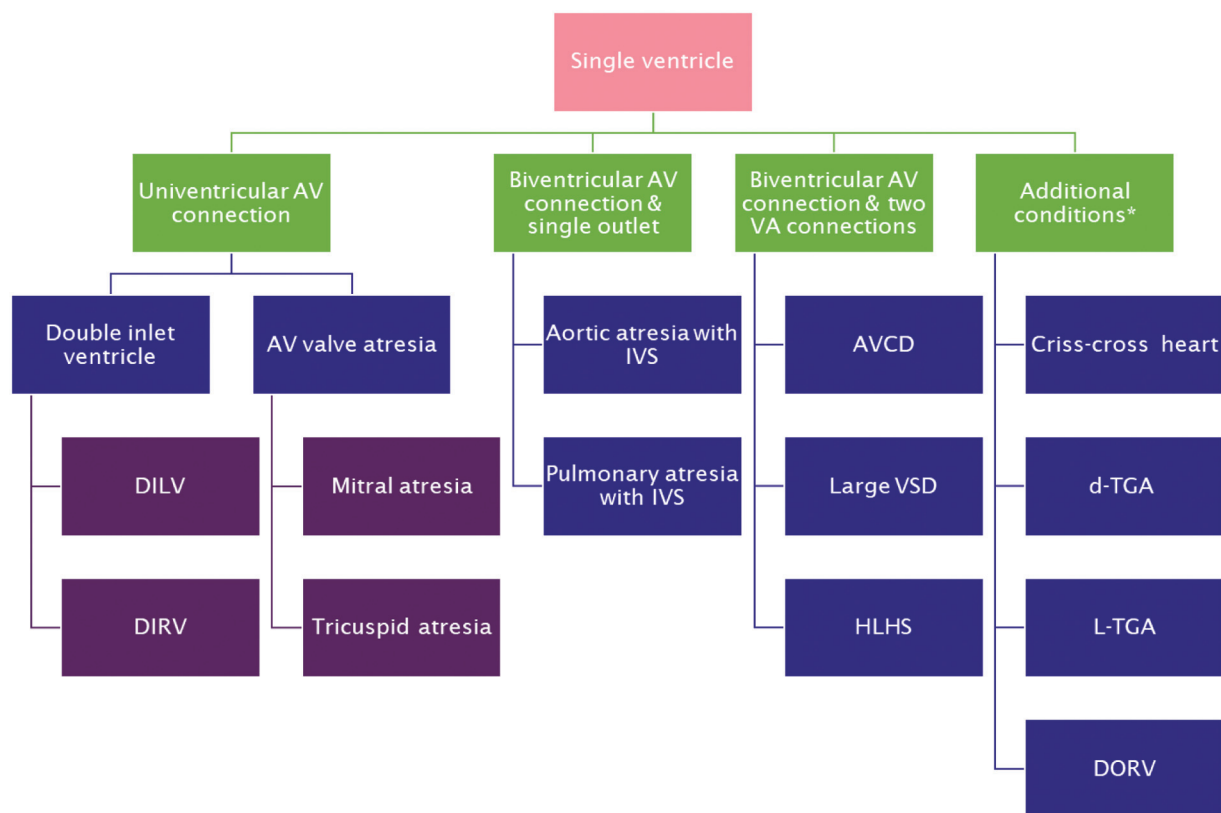 Single ventricle
Univentricular AV
connection
Biventricular AV
connection &
single outlet
Biventricular AV
connection & two
VA connections
Additional
conditions*
Double inlet
ventricle
AV valve atresia
Aortic atresia with
IVS
AVCD
Criss-cross heart
DILV
Mitral atresia
Pulmonary atresia
with IVS
Large VSD
d-TGA
DIRV
Tricuspid atresia
HLHS
L-TGA
DORV